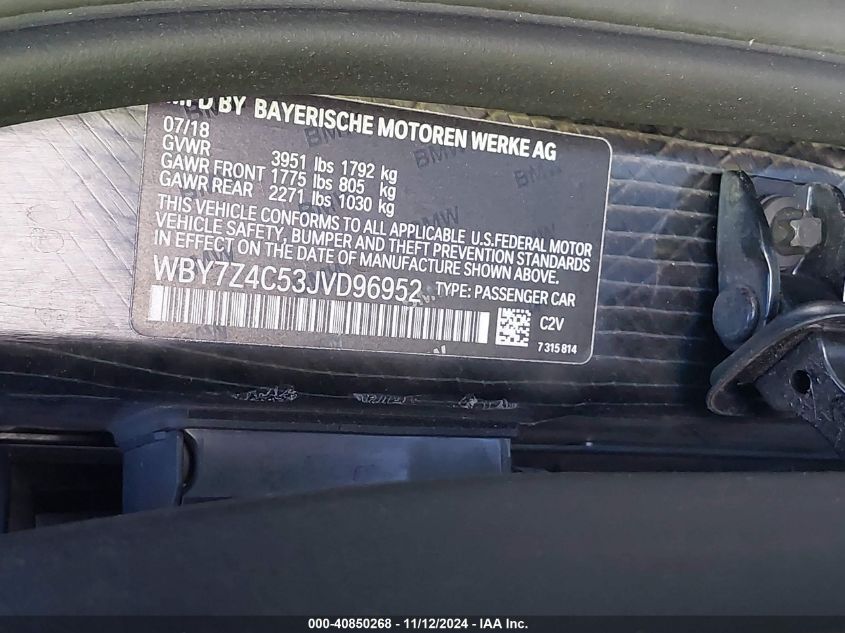 MFD BY BAYERISCHE MOTOREN WERKE AG
07/18
GVWR 3951 lbs 1792 kg
GAWR FRONT 1775 lbs 805 kg
GAWR REAR 2271 lbs 1030 kg
THIS VEHICLE CONFORMS TO ALL APPLICABLE U.S.FEDERAL MOTOR
VEHICLE SAFETY, BUMPER AND THEFT PREVENTION STANDARDS
IN EFFECT ON THE DATE OF MANUFACTURE SHOWN ABOVE.
WBY7Z4C53JVD96952 TYPE: PASSENGER CAR
C2V
7 315 814
000-40850268 - 11/12/2024 - IAA Inc.